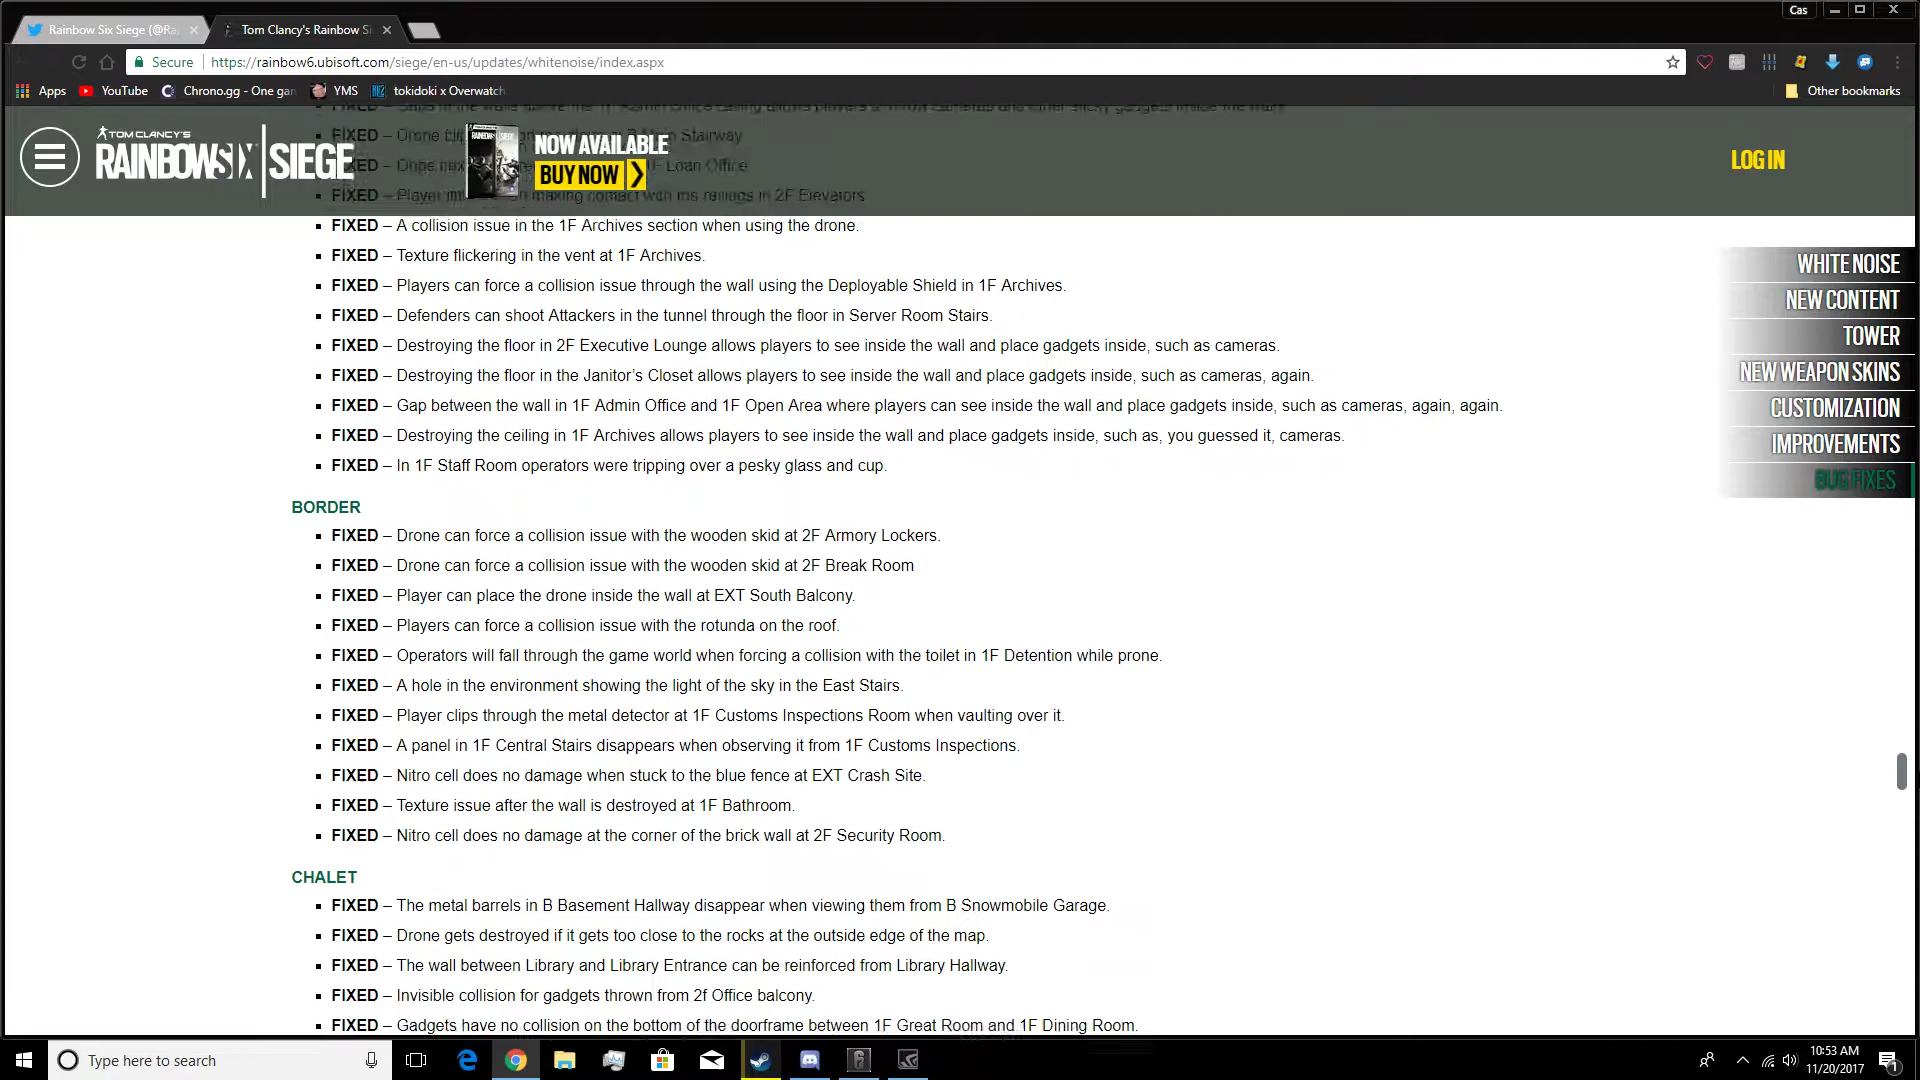 Cas
Rainbow Six Siege (@Ra
Tom Clancy's Rainbow Si
Secure
https://rainbow6.ubisoft.com/siege/en-us/updates/whitenoise/index.aspx
Apps
YouTube
Chrono.gg - One gan
YMS
tokidoki x Overwatch
Other bookmarks
TOM CLANCY'S
RAINBOW SIX | SIEGE
NOW AVAILABLE
BUY NOW
LOG IN
Stairway
1F Loan Office
making contact with the railings in 2F Elevators
▪ FIXED – A collision issue in the 1F Archives section when using the drone.
▪ FIXED – Texture flickering in the vent at 1F Archives.
▪ FIXED – Players can force a collision issue through the wall using the Deployable Shield in 1F Archives.
▪ FIXED – Defenders can shoot Attackers in the tunnel through the floor in Server Room Stairs.
▪ FIXED – Destroying the floor in 2F Executive Lounge allows players to see inside the wall and place gadgets inside, such as cameras.
▪ FIXED – Destroying the floor in the Janitor’s Closet allows players to see inside the wall and place gadgets inside, such as cameras, again.
▪ FIXED – Gap between the wall in 1F Admin Office and 1F Open Area where players can see inside the wall and place gadgets inside, such as cameras, again, again.
▪ FIXED – Destroying the ceiling in 1F Archives allows players to see inside the wall and place gadgets inside, such as, you guessed it, cameras.
▪ FIXED – In 1F Staff Room operators were tripping over a pesky glass and cup.
BORDER
▪ FIXED – Drone can force a collision issue with the wooden skid at 2F Armory Lockers.
▪ FIXED – Drone can force a collision issue with the wooden skid at 2F Break Room
▪ FIXED – Player can place the drone inside the wall at EXT South Balcony.
▪ FIXED – Players can force a collision issue with the rotunda on the roof.
▪ FIXED – Operators will fall through the game world when forcing a collision with the toilet in 1F Detention while prone.
▪ FIXED – A hole in the environment showing the light of the sky in the East Stairs.
▪ FIXED – Player clips through the metal detector at 1F Customs Inspections Room when vaulting over it.
▪ FIXED – A panel in 1F Central Stairs disappears when observing it from 1F Customs Inspections.
▪ FIXED – Nitro cell does no damage when stuck to the blue fence at EXT Crash Site.
▪ FIXED – Texture issue after the wall is destroyed at 1F Bathroom.
▪ FIXED – Nitro cell does no damage at the corner of the brick wall at 2F Security Room.
CHALET
▪ FIXED – The metal barrels in B Basement Hallway disappear when viewing them from B Snowmobile Garage.
▪ FIXED – Drone gets destroyed if it gets too close to the rocks at the outside edge of the map.
▪ FIXED – The wall between Library and Library Entrance can be reinforced from Library Hallway.
▪ FIXED – Invisible collision for gadgets thrown from 2f Office balcony.
▪ FIXED – Gadgets have no collision on the bottom of the doorframe between 1F Great Room and 1F Dining Room.
WHITE NOISE
NEW CONTENT
TOWER
NEW WEAPON SKINS
CUSTOMIZATION
IMPROVEMENTS
BUG FIXES
Type here to search
10:53 AM
11/20/2017
1